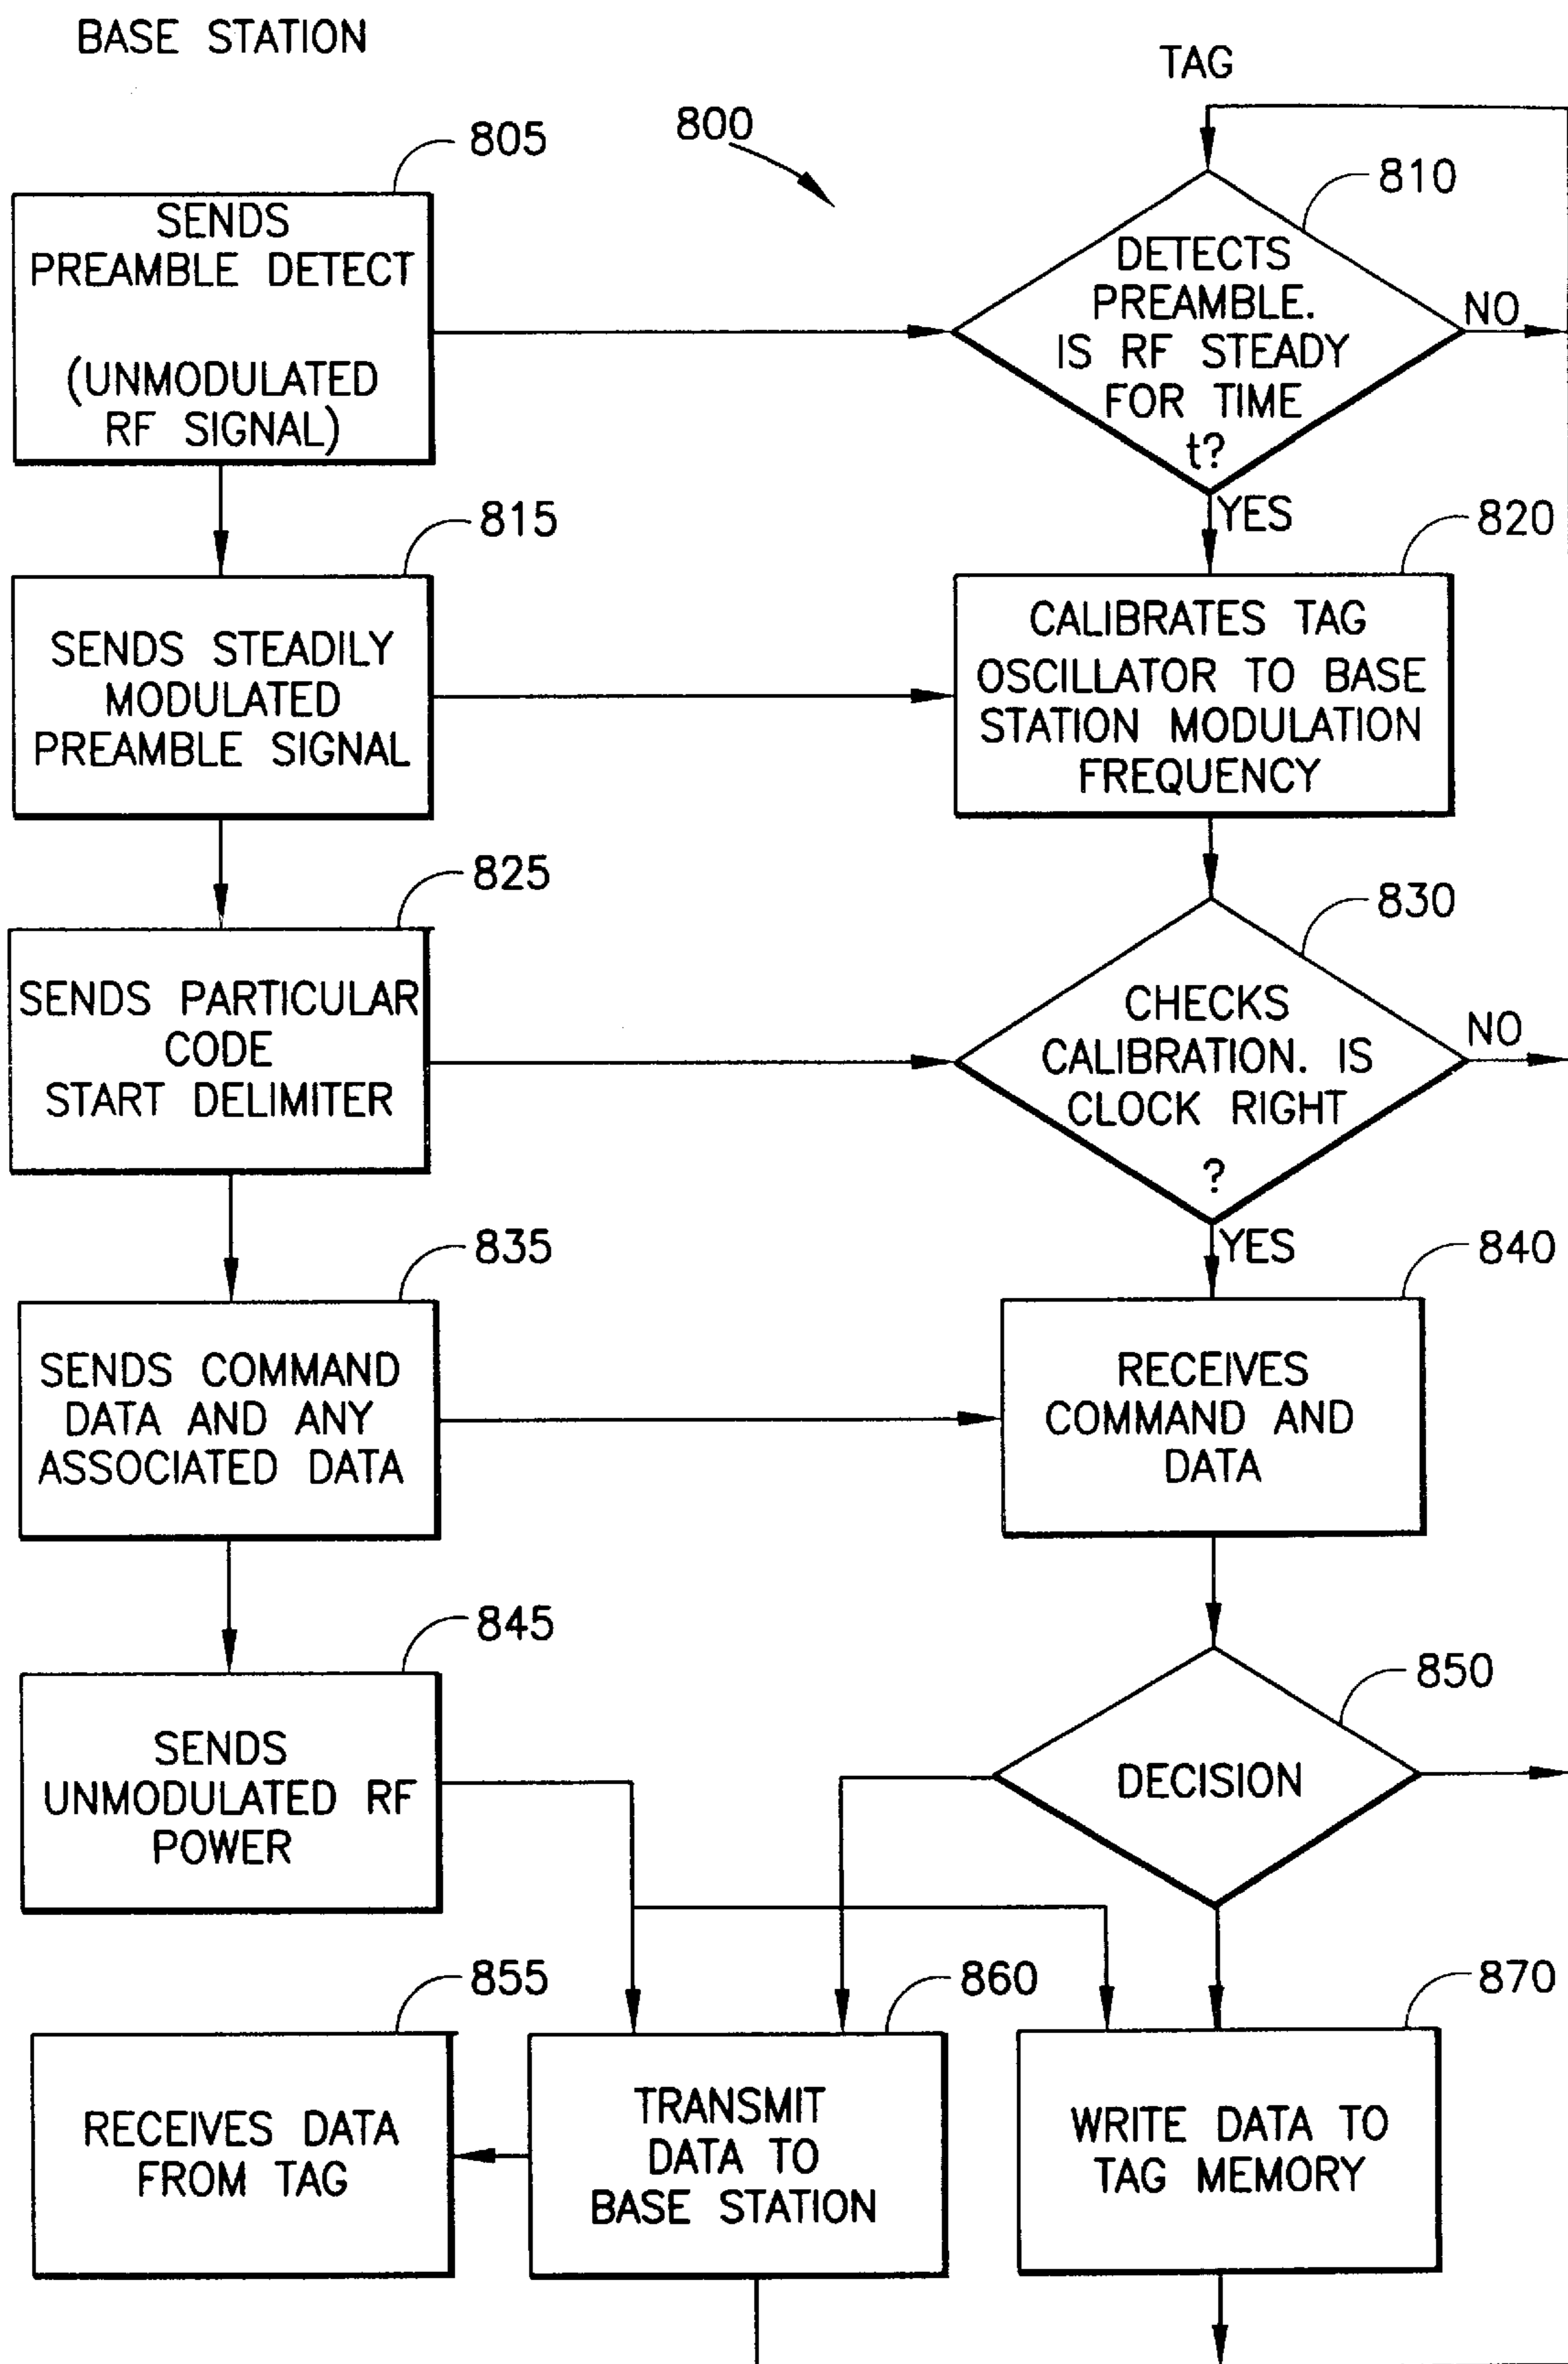 BASE STATION
TAG
800
805
SENDS
PREAMBLE DETECT
(UNMODULATED
RF SIGNAL)
810
DETECTS
PREAMBLE.
IS RF STEADY
FOR TIME
t?
NO
YES
815
SENDS STEADILY
MODULATED
PREAMBLE SIGNAL
820
CALIBRATES TAG
OSCILLATOR TO BASE
STATION MODULATION
FREQUENCY
825
SENDS PARTICULAR
CODE
START DELIMITER
830
CHECKS
CALIBRATION. IS
CLOCK RIGHT
?
NO
YES
835
SENDS COMMAND
DATA AND ANY
ASSOCIATED DATA
840
RECEIVES
COMMAND AND
DATA
845
SENDS
UNMODULATED RF
POWER
850
DECISION
855
RECEIVES DATA
FROM TAG
860
TRANSMIT
DATA TO
BASE STATION
870
WRITE DATA TO
TAG MEMORY